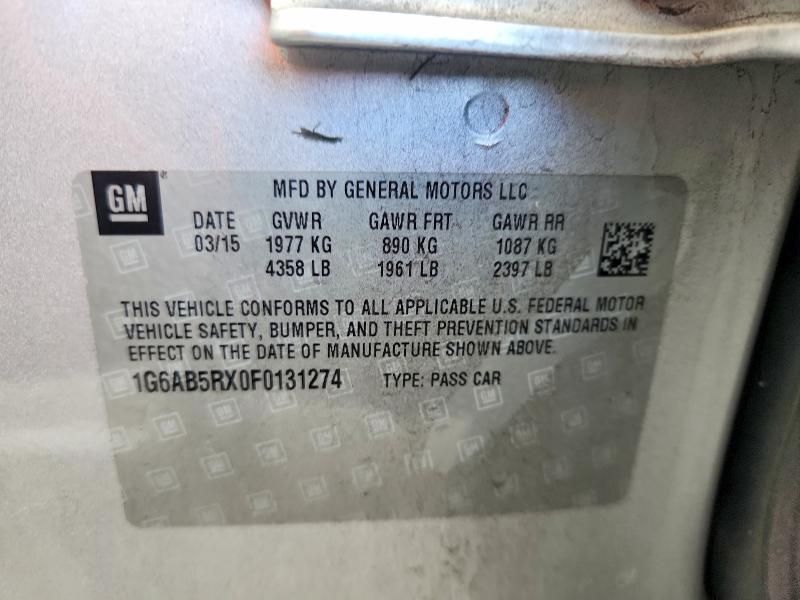 GM
MFD BY GENERAL MOTORS LLC
DATE GVWR GAWR FRT GAWR RR
03/15 1977 KG 890 KG 1087 KG
4358 LB 1961 LB 2397 LB
THIS VEHICLE CONFORMS TO ALL APPLICABLE U.S. FEDERAL MOTOR
VEHICLE SAFETY, BUMPER, AND THEFT PREVENTION STANDARDS IN
EFFECT ON THE DATE OF MANUFACTURE SHOWN ABOVE.
1G6AB5RX0F0131274 TYPE: PASS CAR